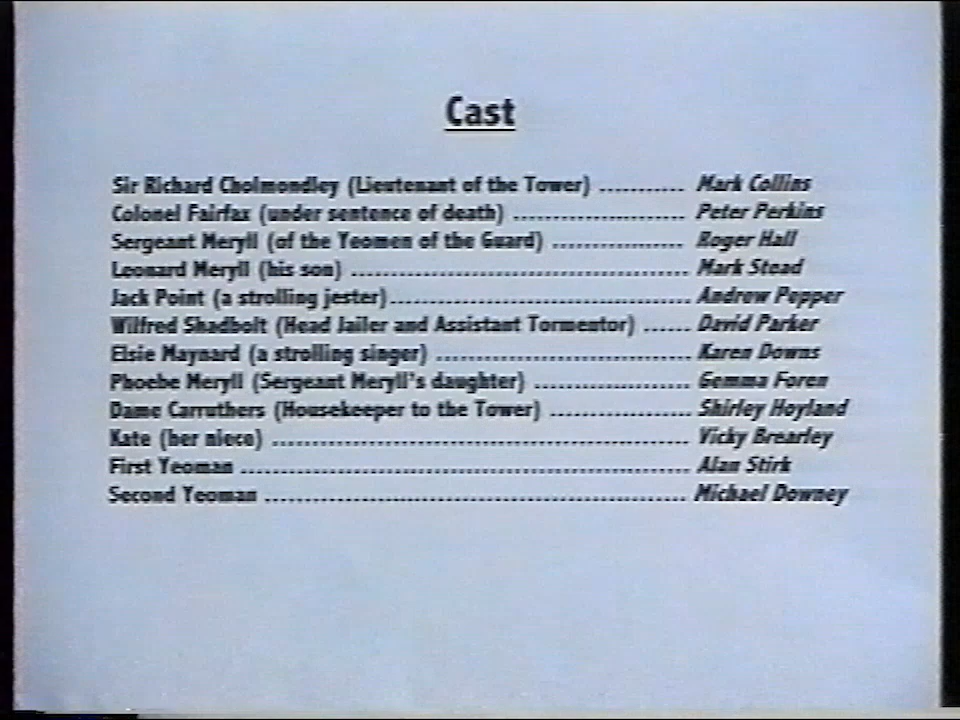 Cast
Sir Richard Cholmondley (Lieutenant of the Tower) ........... Mark Collins
Colonel Fairfax (under sentence of death) ...................... Peter Perkins
Sergeant Meryll (of the Yeomen of the Guard) ................. Roger Hall
Leonard Meryll (his son) ........................................... Mark Stead
Jack Point (a strolling jester)...................................... Andrew Pepper
Wilfred Shadbolt (Head Jailer and Assistant Tormentor) ...... David Parker
Elsie Maynard (a strolling singer) ................................. Karen Downs
Phoebe Meryll (Sergeant Meryll's daughter) .................... Gemma Foren
Dame Carruthers (Housekeeper to the Tower) .................. Shirley Hoyland
Kate (her niece) ..................................................... Vicky Brearley
First Yeoman ......................................................... Alan Stirk
Second Yeoman ...................................................... Michael Downey